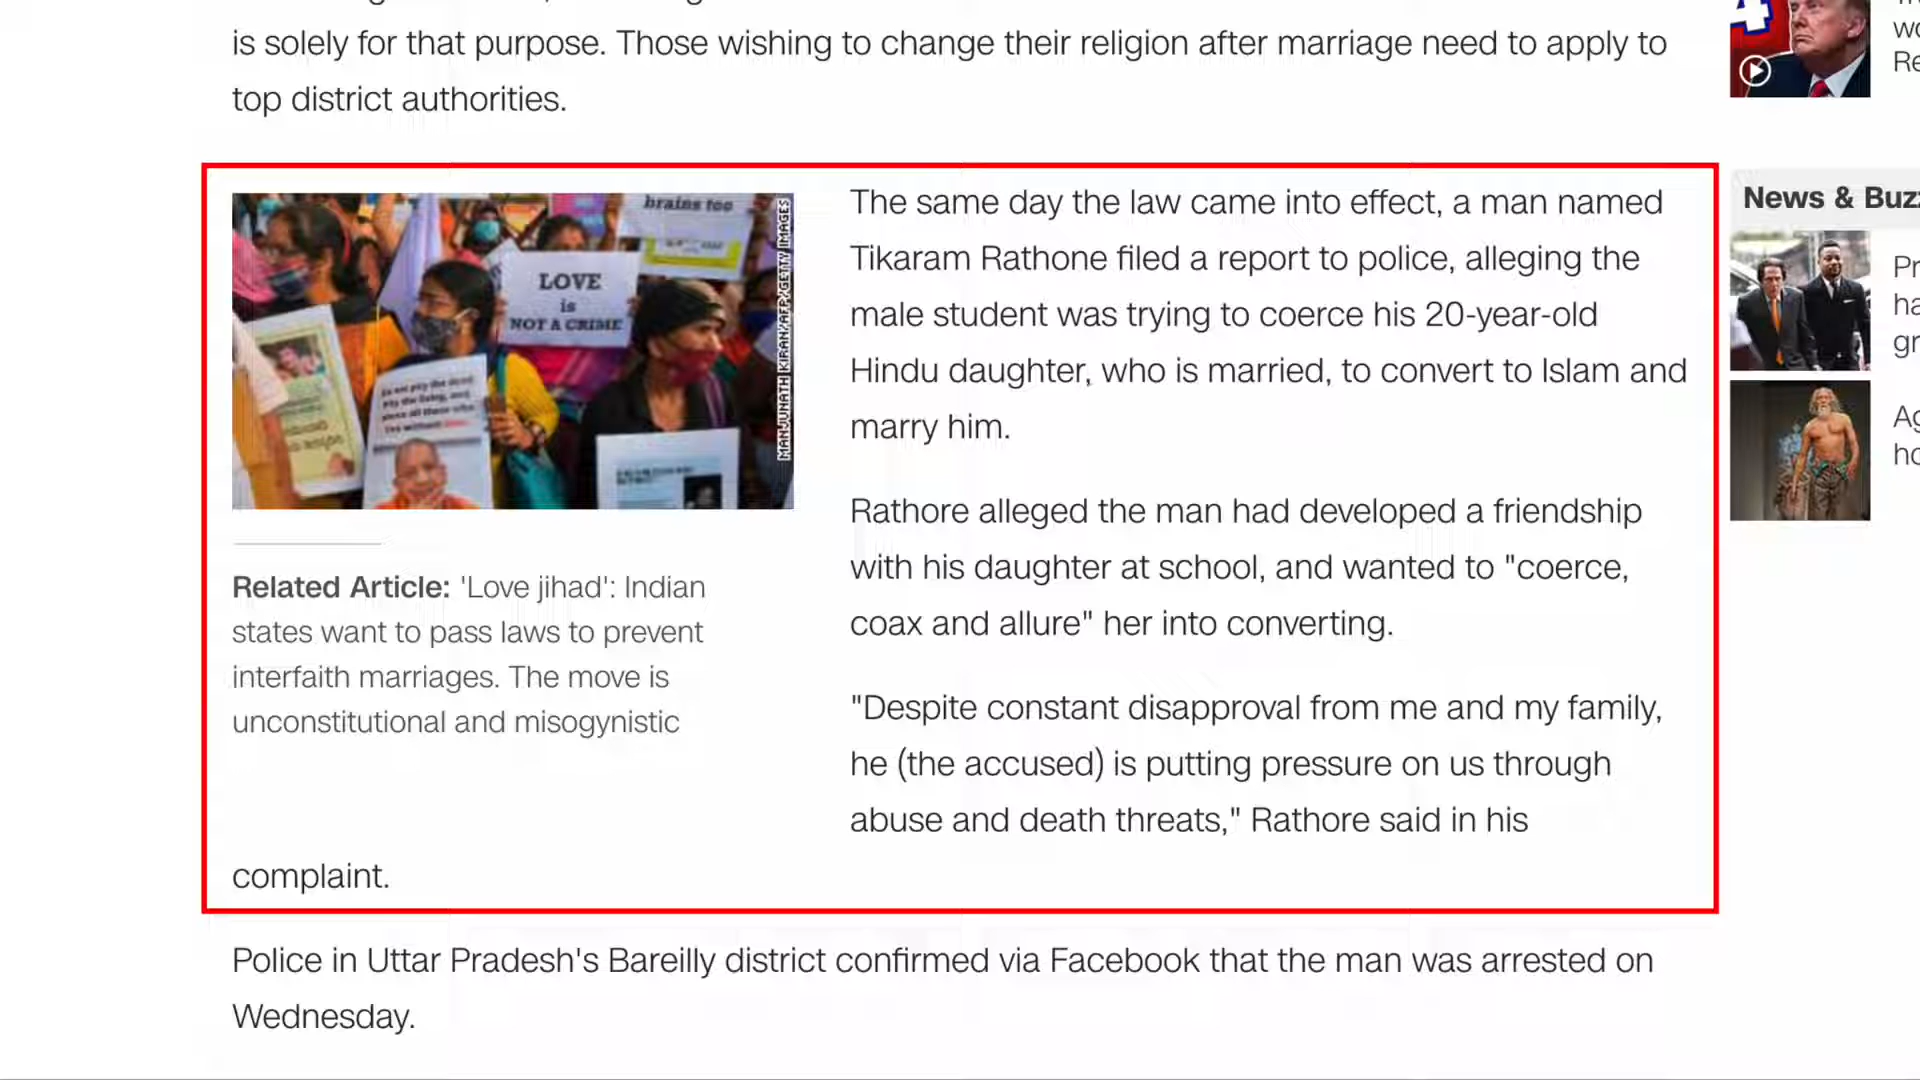 is solely for that purpose. Those wishing to change their religion after marriage need to apply to
top district authorities.
brains too
LOVE
is
NOT A CRIME
MANJUNATH KIRAN/AFP/GETTY IMAGES
Related Article: 'Love jihad': Indian
states want to pass laws to prevent
interfaith marriages. The move is
unconstitutional and misogynistic
The same day the law came into effect, a man named
Tikaram Rathone filed a report to police, alleging the
male student was trying to coerce his 20-year-old
Hindu daughter, who is married, to convert to Islam and
marry him.
Rathore alleged the man had developed a friendship
with his daughter at school, and wanted to "coerce,
coax and allure" her into converting.
"Despite constant disapproval from me and my family,
he (the accused) is putting pressure on us through
abuse and death threats," Rathore said in his
complaint.
Police in Uttar Pradesh's Bareilly district confirmed via Facebook that the man was arrested on
Wednesday.
4
Re
News & Buzz
Pr
ha
gr
Ag
ho